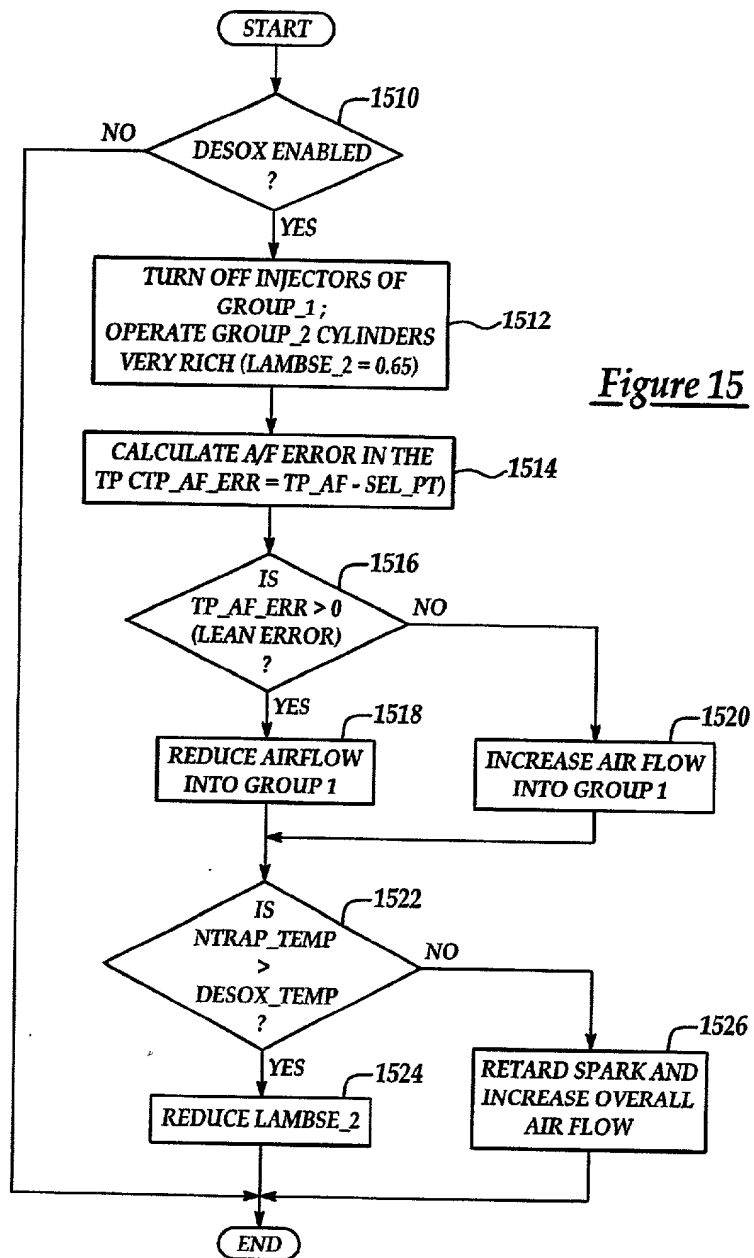 START
1510
NO
DESOX ENABLED
?
YES
TURN OFF INJECTORS OF
GROUP_1 ;
OPERATE GROUP_2 CYLINDERS
VERY RICH (LAMBSE_2 = 0.65)
1512
Figure 15
CALCULATE A/F ERROR IN THE
TP CTP_AF_ERR = TP_AF - SEL_PT)
1514
1516
IS
TP_AF_ERR > 0
(LEAN ERROR)
?
NO
YES
1518
REDUCE AIRFLOW
INTO GROUP 1
1520
INCREASE AIR FLOW
INTO GROUP 1
1522
IS
NTRAP_TEMP
>
DESOX_TEMP
?
NO
YES
1524
REDUCE LAMBSE_2
1526
RETARD SPARK AND
INCREASE OVERALL
AIR FLOW
END